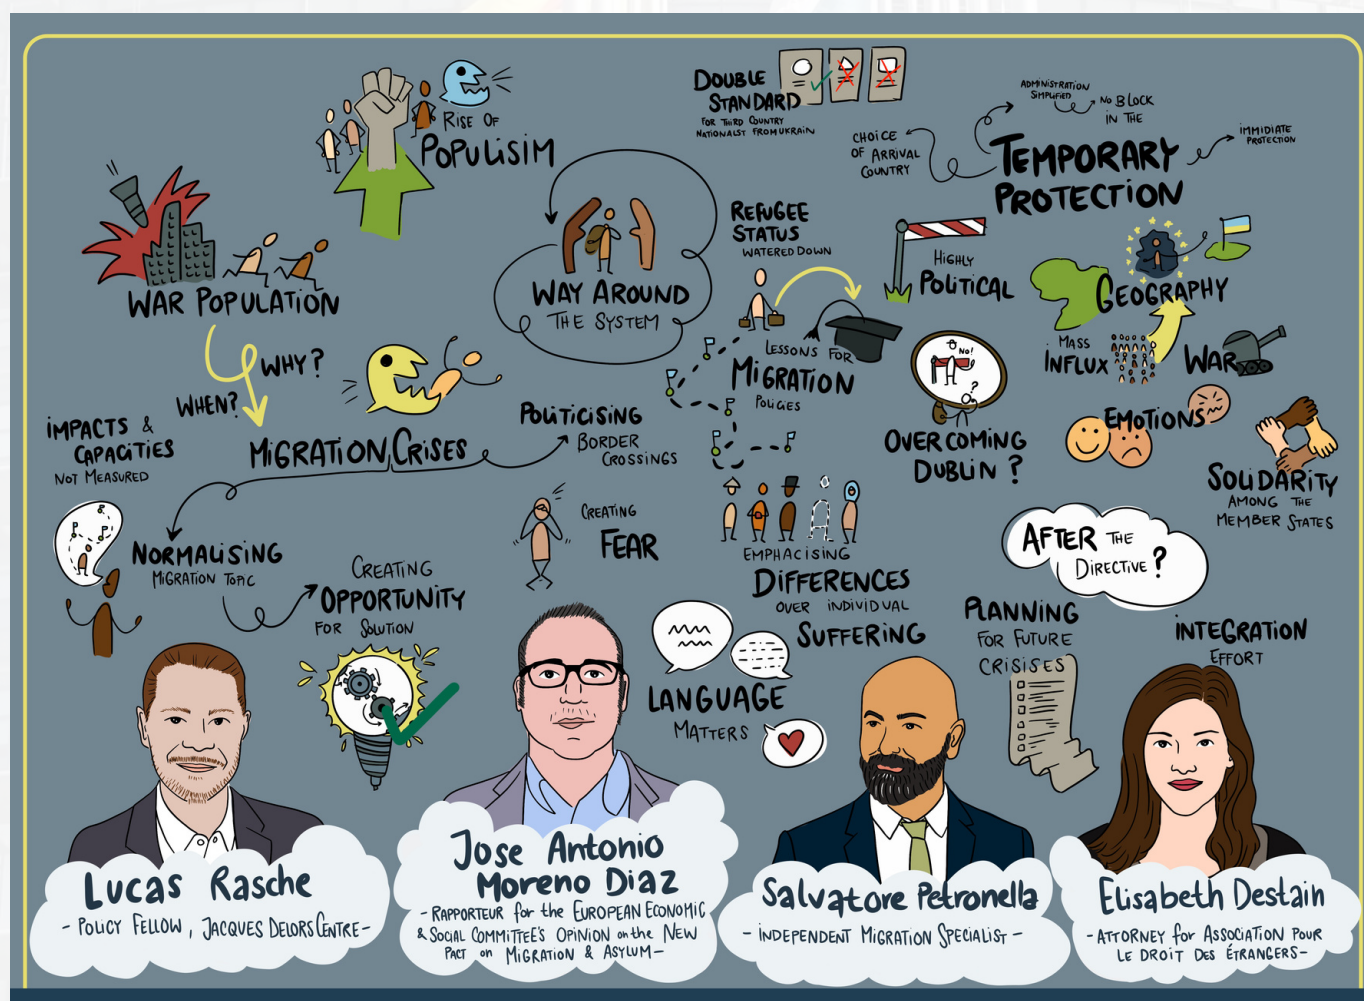 RISE OF
POPULISIM
DOUBLE
STANDARD
FOR THIRD COUNTRY
NATIONALST FROM UKRAIN
ADMINISTRATION
SIMPLIFIED
NO BLOCK
IN THE
CHOICE
OF ARRIVAL
COUNTRY
IMMIDIATE
PROTECTION
TEMPORARY
PROTECTION
WAR POPULATION
WHY?
WHEN?
WAY AROUND
THE SYSTEM
REFUGEE
STATUS
WATERED DOWN
HIGHLY
POLITICAL
GEOGRAPHY
MASS
INFLUX
WAR
LESSONS FOR
MIGRATION
POLICIES
NO!
?
OVERCOMING
DUBLIN ?
EMOTIONS
SOLIDARITY
AMONG THE
MEMBER STATES
IMPACTS &
CAPACITIES
NOT MEASURED
MIGRATION CRISES
POLITICISING
BORDER
CROSSINGS
NORMALISING
MIGRATION TOPIC
CREATING
OPPORTUNITY
FOR SOLUTION
CREATING
FEAR
EMPHACISING
DIFFERENCES
OVER INDIVIDUAL
SUFFERING
AFTER THE
DIRECTIVE?
LANGUAGE
MATTERS
PLANNING
FOR FUTURE
CRISISES
INTEGRATION
EFFORT
LUCAS RASCHE
- POLICY FELLOW, JACQUES DELORS CENTRE -
JOSE ANTONIO
MORENO DIAZ
- RAPPORTEUR for the EUROPEAN ECONOMIC
& SOCIAL COMMITTEE'S OPINION on the NEW
PACT on MIGRATION & ASYLUM -
Salvatore Petronella
- INDEPENDENT MIGRATION SPECIALIST -
Elisabeth Destain
- ATTORNEY for ASSOCIATION POUR
LE DROIT DES ÉTRANGERS -